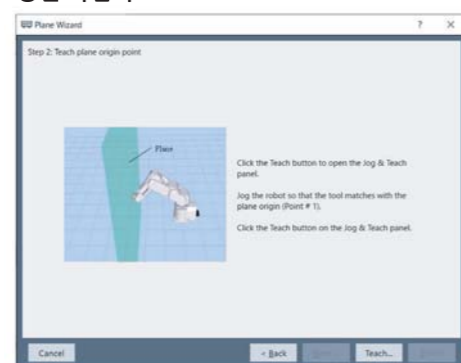 Plane Wizard
Step 2: Teach plane origin point
Plane
Click the Teach button to open the Jog & Teach
panel.
Jog the robot so that the tool matches with the
plane origin (Point # 1).
Click the Teach button on the Jog & Teach panel.
Cancel
< Back
Teach...